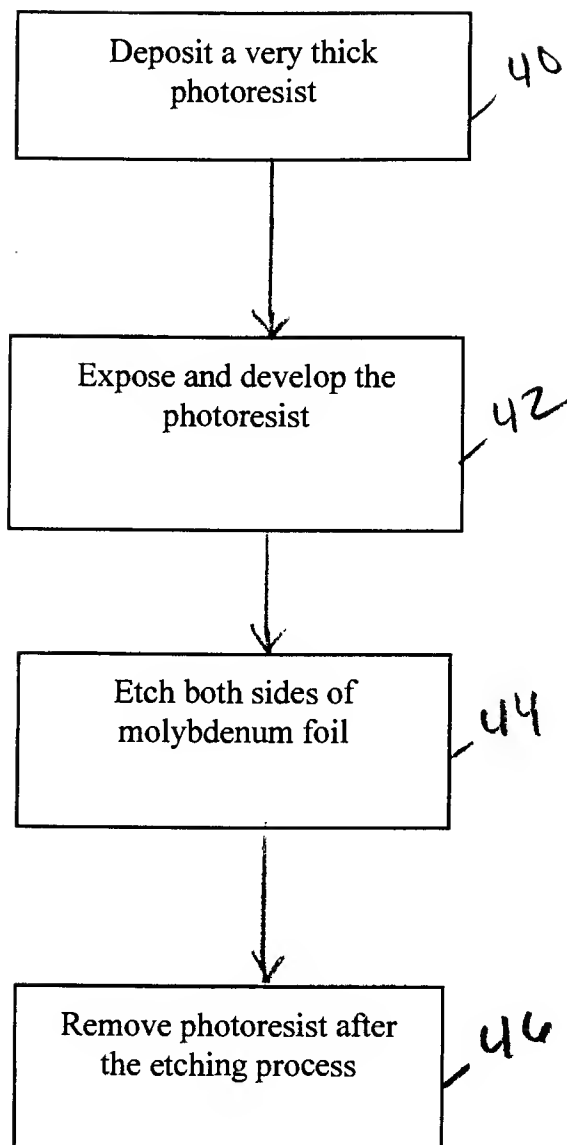 Deposit a very thick
photoresist
40
Expose and develop the
photoresist
42
Etch both sides of
molybdenum foil
44
Remove photoresist after
the etching process
46